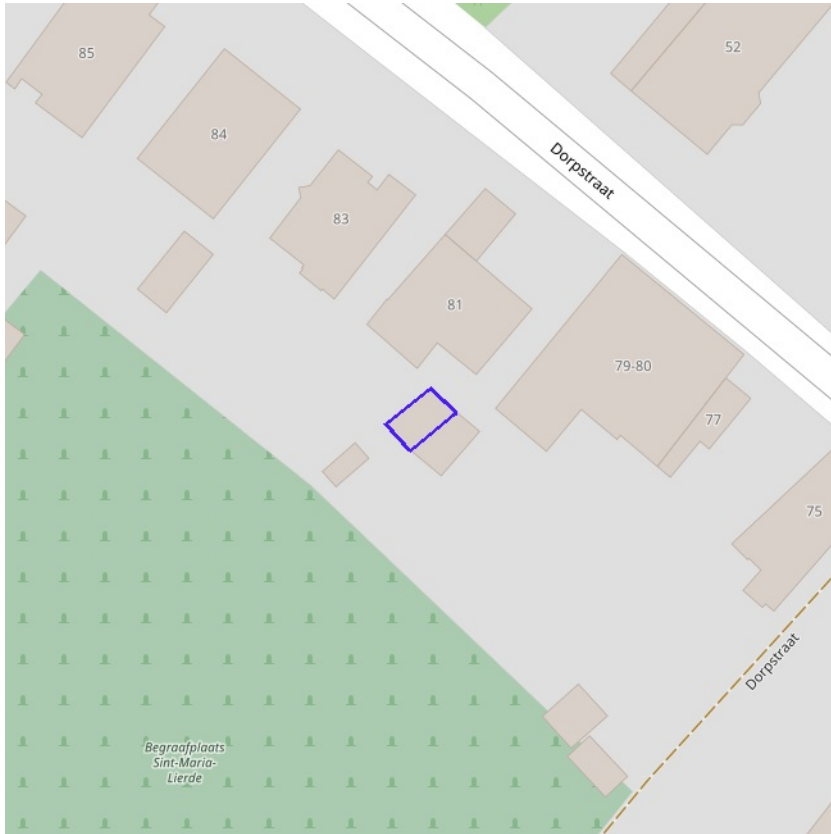 85
52
84
Dorpstraat
83
81
79-80
77
75
Dorpstraat
Begraafplaats
Sint-Maria-
Lierde